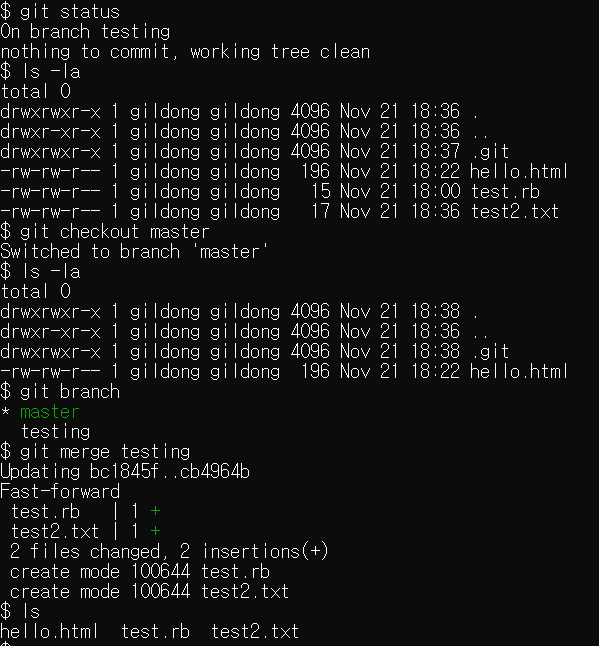 $ git status
On branch testing
nothing to commit, working tree clean
$ ls -la
total 0
drwxrwxr-x 1 gildong gildong 4096 Nov 21 18:36 .
drwxr-xr-x 1 gildong gildong 4096 Nov 21 18:36 ..
drwxrwxr-x 1 gildong gildong 4096 Nov 21 18:37 .git
-rw-rw-r-- 1 gildong gildong  196 Nov 21 18:22 hello.html
-rw-rw-r-- 1 gildong gildong   15 Nov 21 18:00 test.rb
-rw-rw-r-- 1 gildong gildong   17 Nov 21 18:36 test2.txt
$ git checkout master
Switched to branch 'master'
$ ls -la
total 0
drwxrwxr-x 1 gildong gildong 4096 Nov 21 18:38 .
drwxr-xr-x 1 gildong gildong 4096 Nov 21 18:36 ..
drwxrwxr-x 1 gildong gildong 4096 Nov 21 18:38 .git
-rw-rw-r-- 1 gildong gildong  196 Nov 21 18:22 hello.html
$ git branch
* master
  testing
$ git merge testing
Updating bc1845f..cb4964b
Fast-forward
 test.rb   | 1 +
 test2.txt | 1 +
 2 files changed, 2 insertions(+)
 create mode 100644 test.rb
 create mode 100644 test2.txt
$ ls
hello.html  test.rb  test2.txt
$